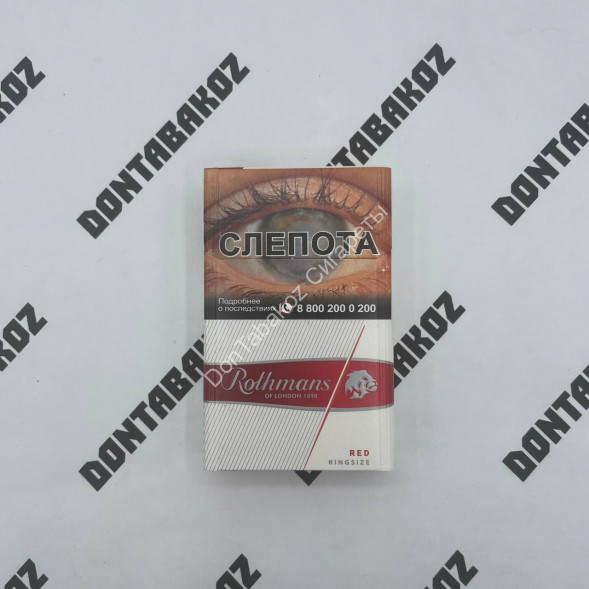 DONTABAKOZ
DONTABAKOZ
DONTABAKOZ
СЛЕПОТА
Подробнее
о последствиях 8 800 200 0 200
DonTabakoz Сигареты
Rothmans
OF LONDON 1890
RED
KINGSIZE
DONTABAKOZ
DONTABAKOZ